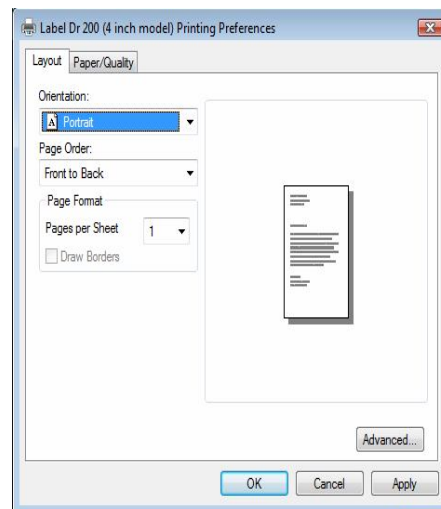 Label Dr 200 (4 inch model) Printing Preferences
Layout Paper/Quality
Orientation:
A Portrait
Page Order:
Front to Back
Page Format
Pages per Sheet 1
Draw Borders
Advanced...
OK Cancel Apply